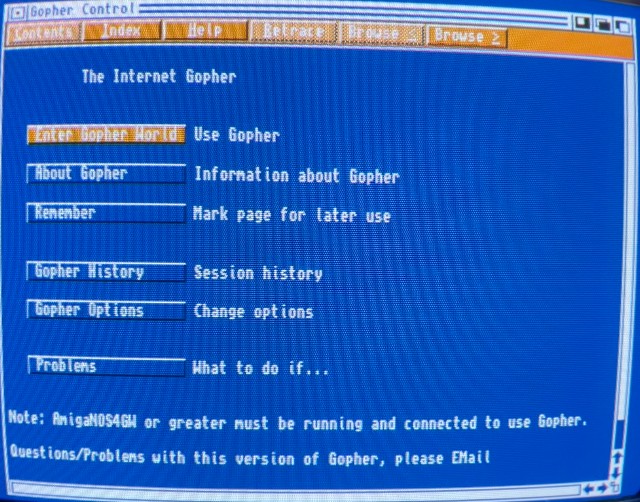 Gopher Control
Contents Index Help Retrace Browse < Browse >
The Internet Gopher
Enter Gopher World Use Gopher
About Gopher Information about Gopher
Remember Mark page for later use
Gopher History Session history
Gopher Options Change options
Problems What to do if...
Note: AmigaNOS4GW or greater must be running and connected to use Gopher.
Questions/Problems with this version of Gopher, please EMail